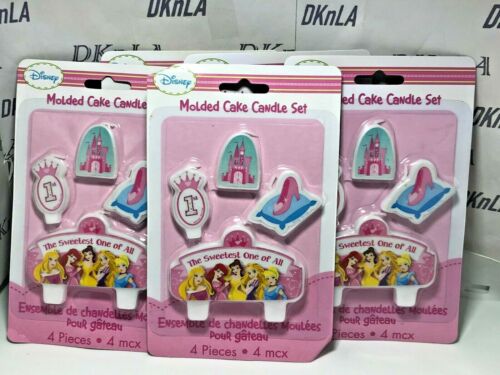 DKnLA
DKnLA
DKnLA
Disney
Molded Cake Candle
1
The Sweetest One of All
Ensemble de chandelles
pour gâteau
4 Pieces • 4 mcx
Disney
Molded Cake Candle Set
1
The Sweetest One of All
Ensemble de chandelles Moulées
Pour gâteau
4 Pieces • 4 mcx
Molded Cake Candle Set
1
The Sweetest One of All
de chandelles Moulées
Pour gâteau
4 Pieces • 4 mcx